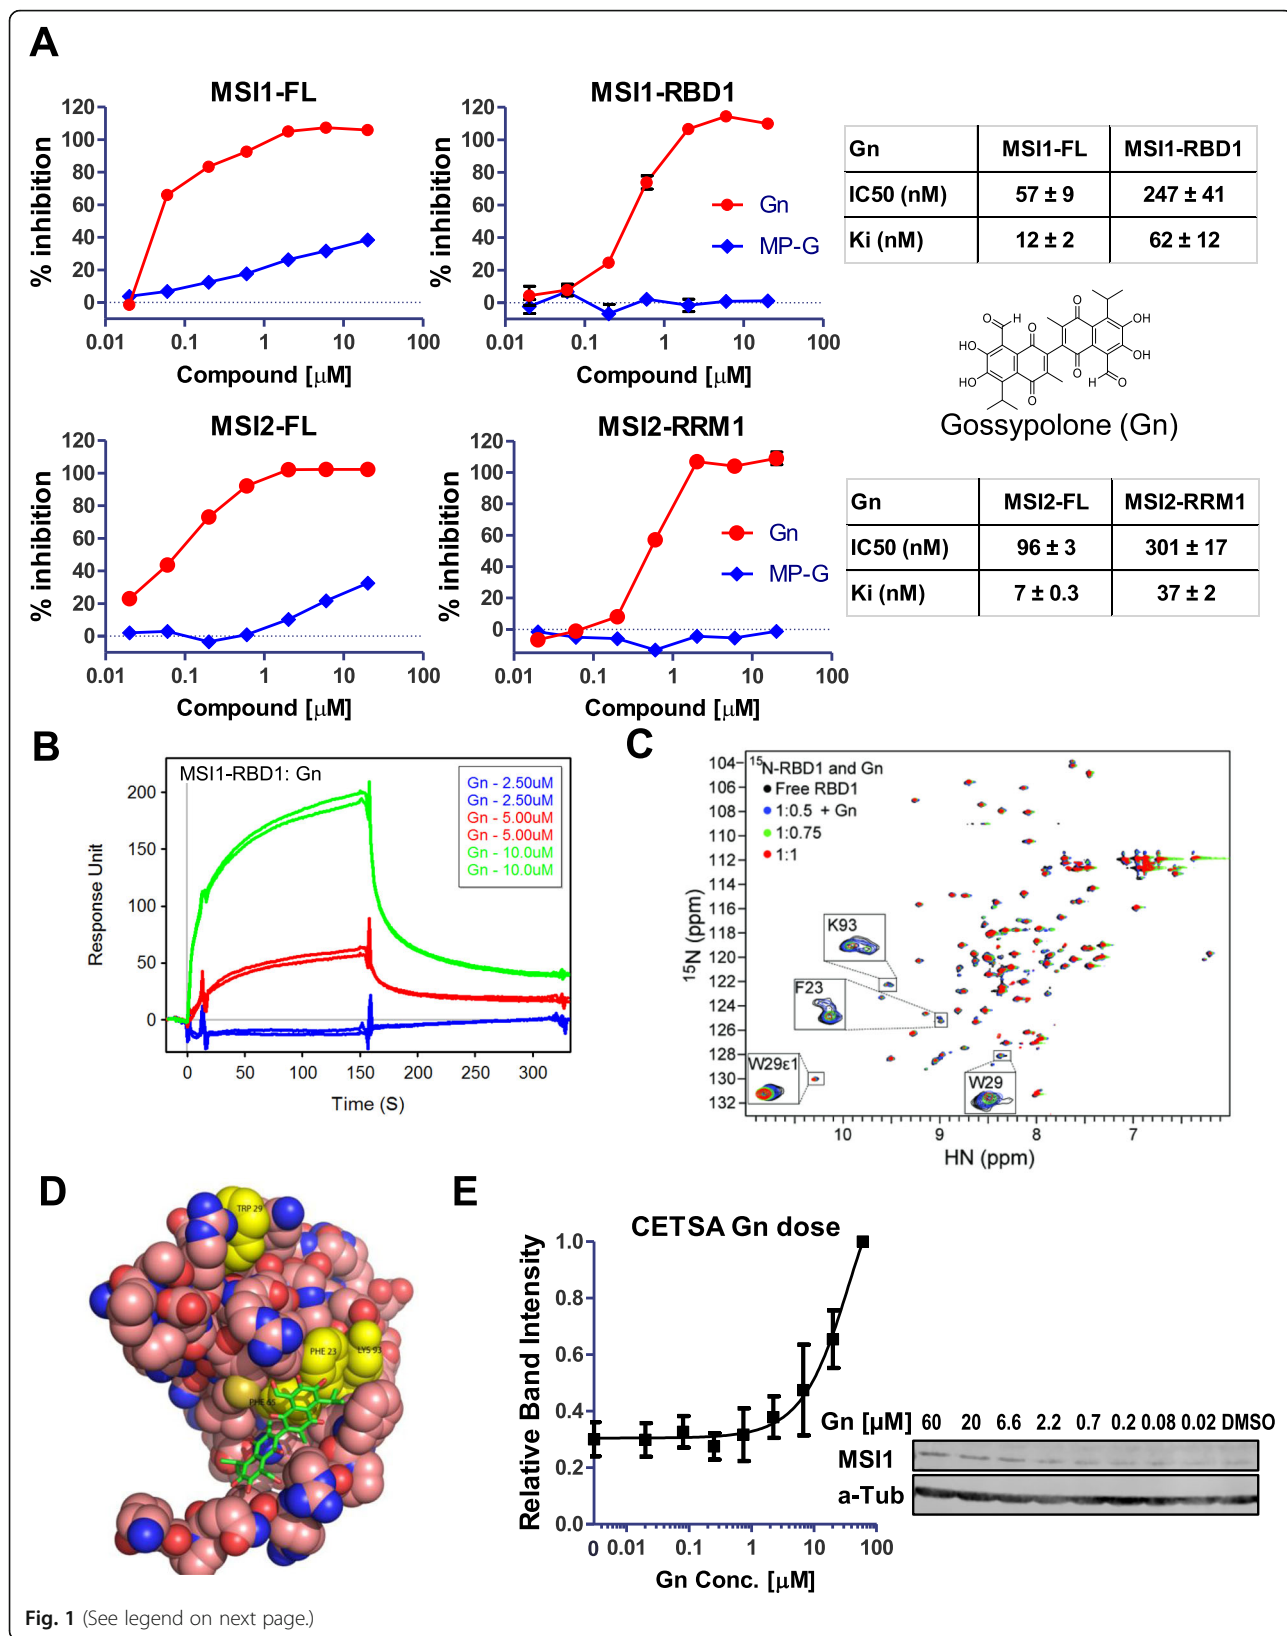 A
MSI1-FL
120
100
80
60
40
20
0
% inhibition
0.01 0.1 1 10 100
Compound [μM]
MSI1-RBD1
120
100
80
60
40
20
0
% inhibition
Gn
MP-G
0.01 0.1 1 10 100
Compound [μM]
Gn MSI1-FL MSI1-RBD1
IC50 (nM) 57 ± 9 247 ± 41
Ki (nM) 12 ± 2 62 ± 12
O H O O OH
HO OH
HO O O H O
Gossypolone (Gn)
MSI2-FL
120
100
80
60
40
20
0
% inhibition
0.01 0.1 1 10 100
Compound [μM]
MSI2-RRM1
120
100
80
60
40
20
0
% inhibition
Gn
MP-G
0.01 0.1 1 10 100
Compound [μM]
Gn MSI2-FL MSI2-RRM1
IC50 (nM) 96 ± 3 301 ± 17
Ki (nM) 7 ± 0.3 37 ± 2
B
MSI1-RBD1: Gn
Gn - 2.50uM
Gn - 2.50uM
Gn - 5.00uM
Gn - 5.00uM
Gn - 10.0uM
Gn - 10.0uM
200
150
100
50
0
Response Unit
0 50 100 150 200 250 300
Time (S)
C
15N-RBD1 and Gn
Free RBD1
1:0.5 + Gn
1:0.75
1:1
104
106
108
110
112
114
116
118
120
122
124
126
128
130
132
15N (ppm)
K93
F23
W29ε1
W29
10 9 8 7
HN (ppm)
D
TRP 29
PHE 23
LYS 93
PHE 65
E
CETSA Gn dose
1.0
0.8
0.6
0.4
0.2
0.0
Relative Band Intensity
0 0.01 0.1 1 10 100
Gn Conc. [μM]
Gn [μM] 60 20 6.6 2.2 0.7 0.2 0.08 0.02 DMSO
MSI1
a-Tub
Fig. 1 (See legend on next page.)